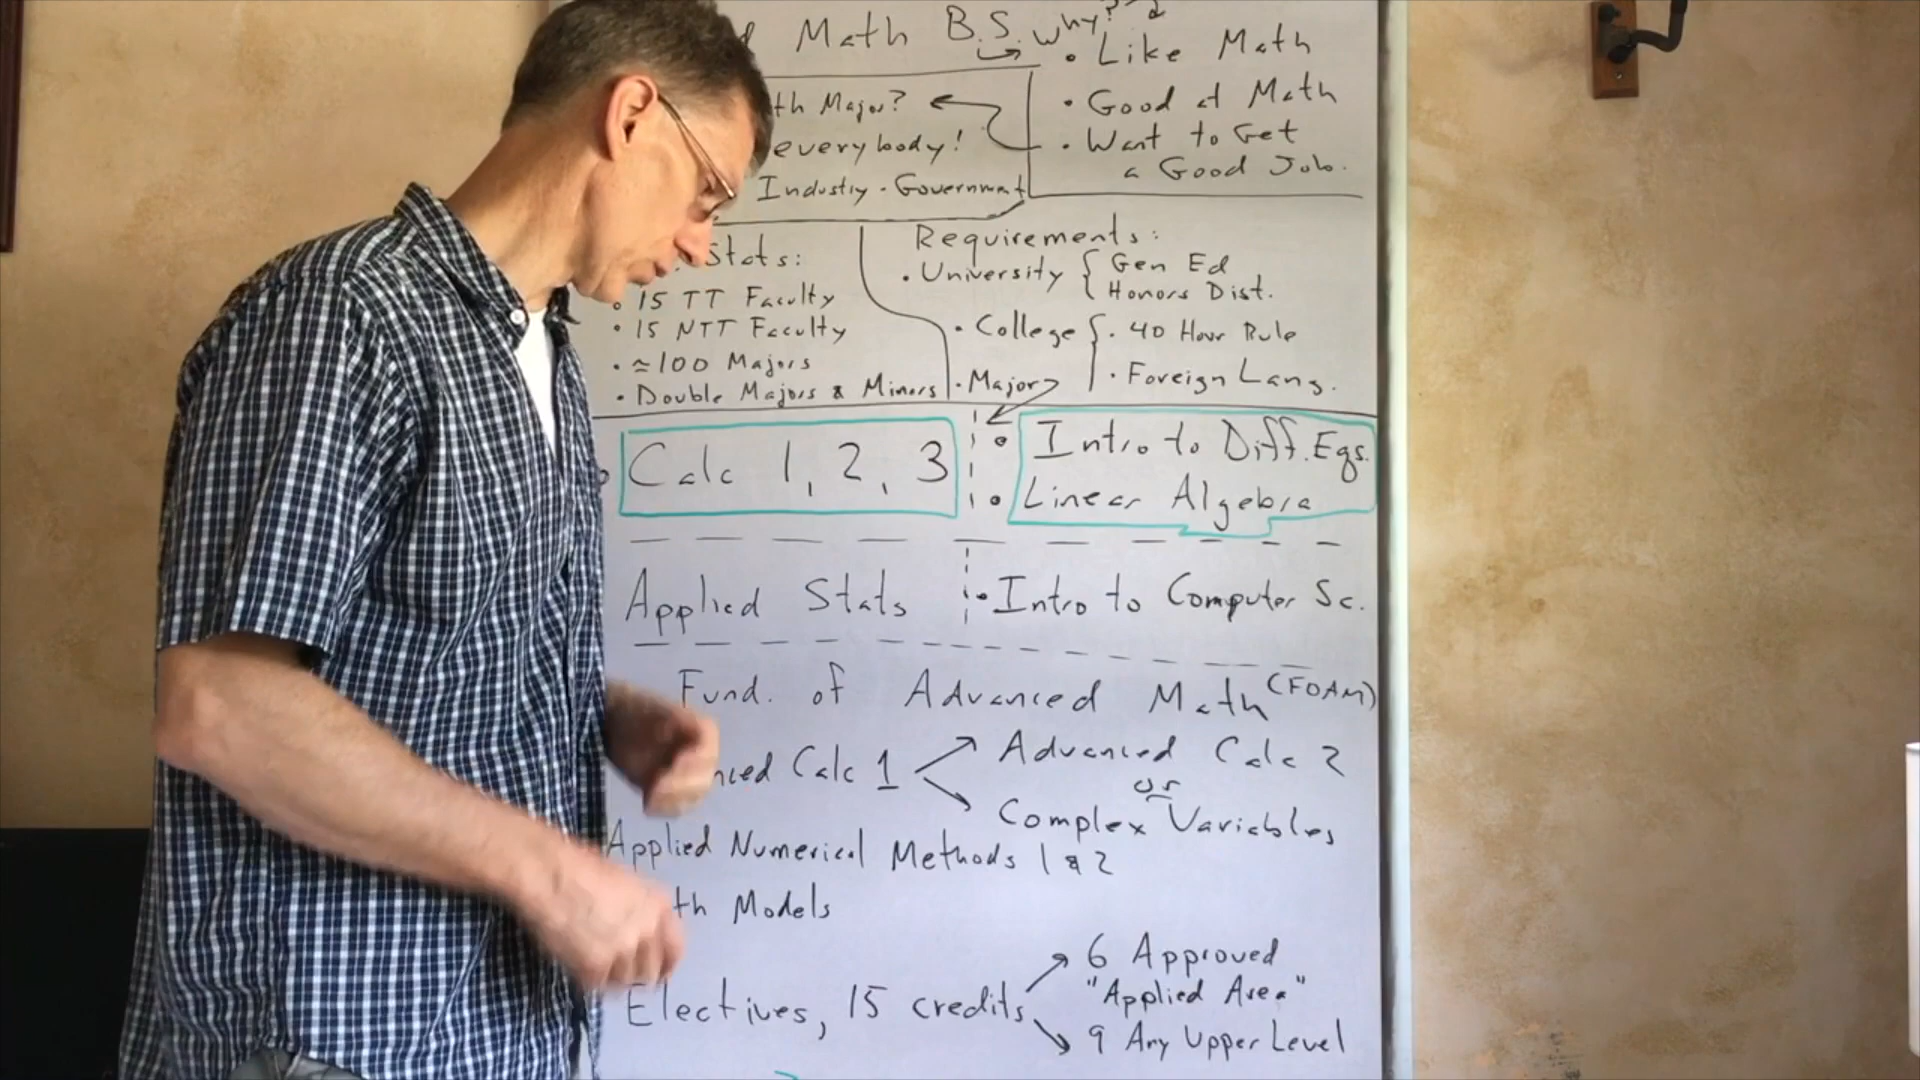 Math B.S. why?
• Like Math
• Good at Math
• Want to Get
a Good Job.
th Major?
everybody!
Industry - Government
Stats:
• 15 TT Faculty
• 15 NTT Faculty
• ≈100 Majors
• Double Majors & Minors
Requirements:
• University { Gen Ed
Honors Dist.
• College { • 40 Hour Rule
• Foreign Lang.
• Major
• Calc 1, 2, 3
• Intro to Diff. Eqs.
• Linear Algebra
Applied Stats
• Intro to Computer Sc.
Fund. of Advanced Math (FOAM)
nced Calc 1
Advanced Calc 2
or
Complex Variables
Applied Numerical Methods 1 & 2
th Models
Electives, 15 credits
6 Approved
"Applied Area"
9 Any Upper Level